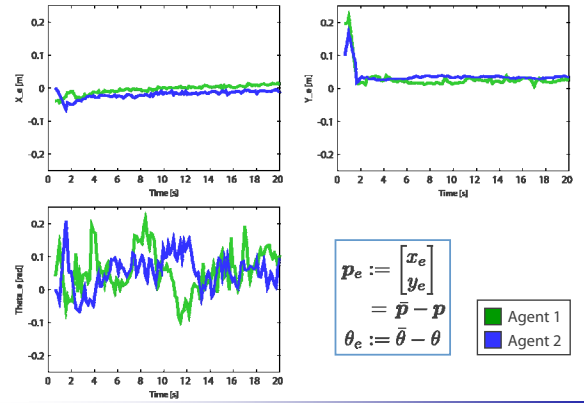 0.2
0.1
0
-0.1
-0.2
X_e [m]
0 2 4 6 8 10 12 14 16 18 20
Time [s]
0.2
0.1
0
-0.1
-0.2
Y_e [m]
0 2 4 6 8 10 12 14 16 18 20
Time [s]
0.2
0.1
0
-0.1
-0.2
Theta_e [rad]
0 2 4 6 8 10 12 14 16 18 20
Time [s]
p_e := [x_e
y_e]
= p̄ − p
θ_e := θ̄ − θ
Agent 1
Agent 2